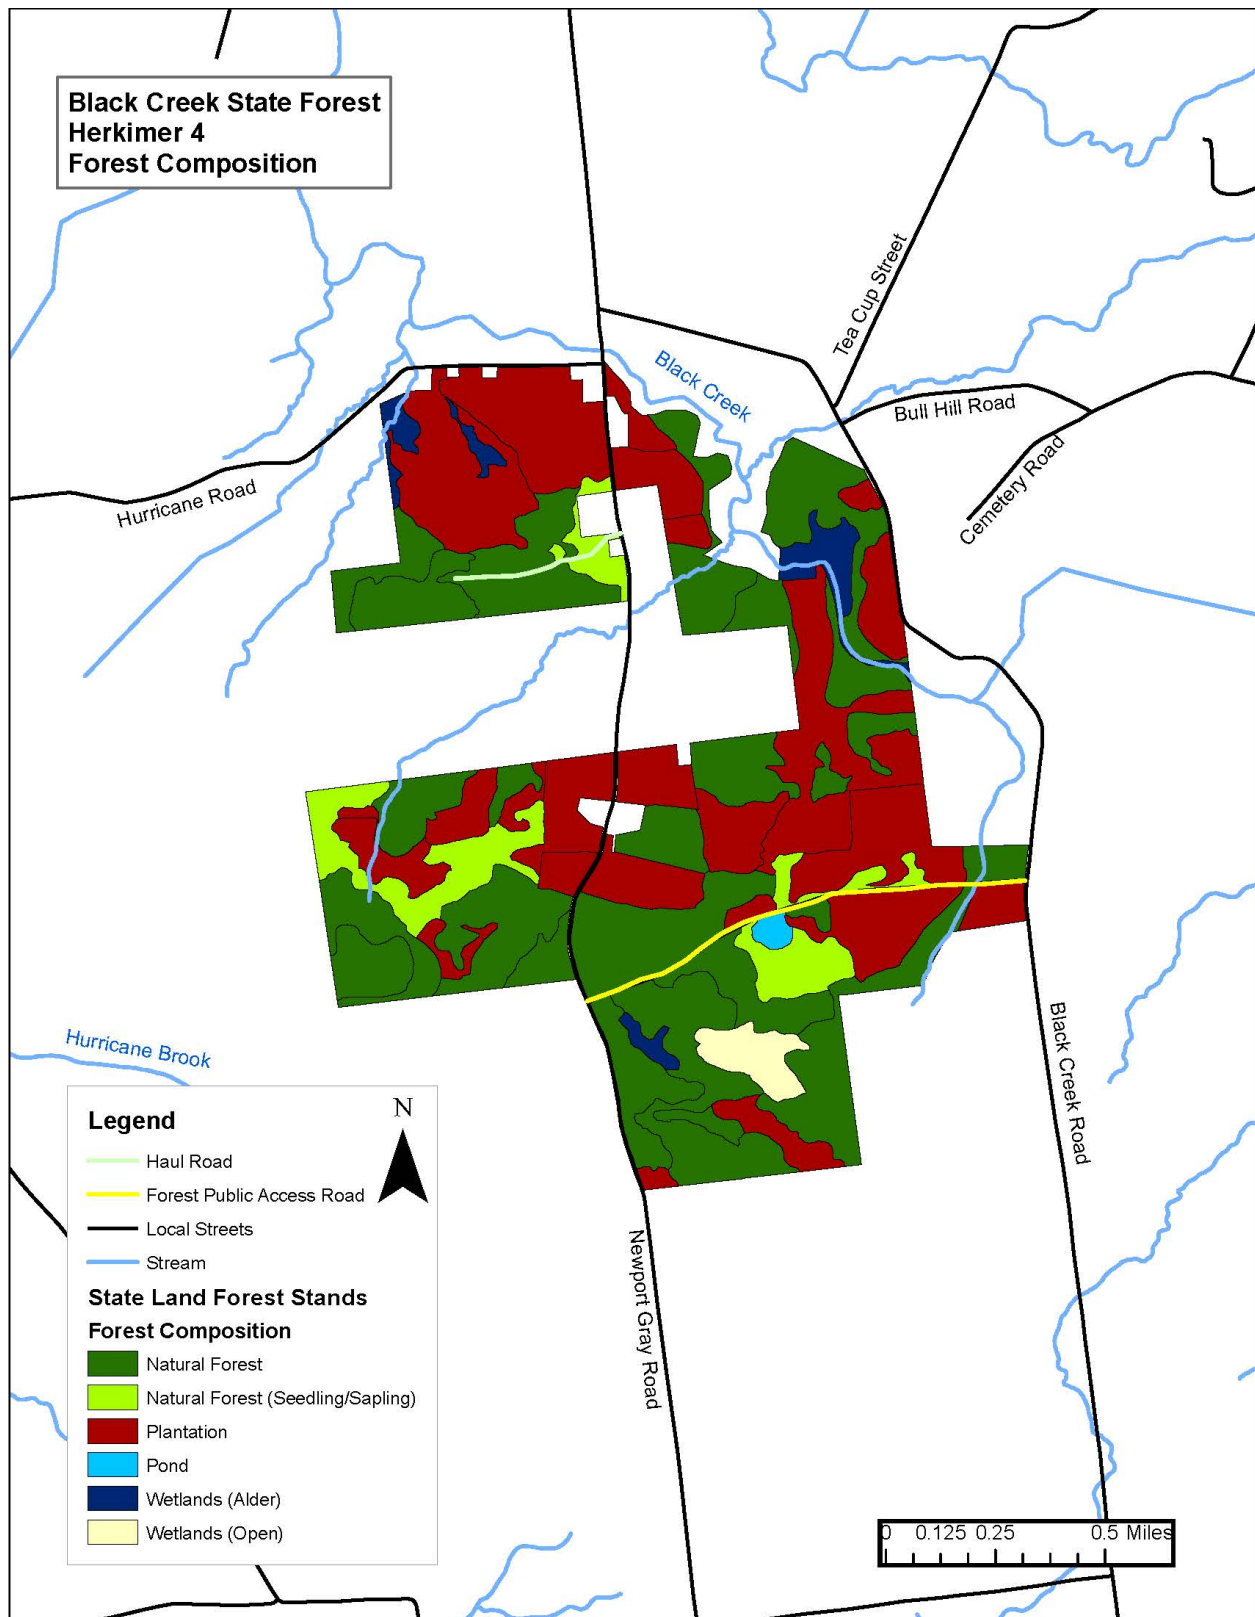 Black Creek State Forest
Herkimer 4
Forest Composition
Tea Cup Street
Black Creek
Bull Hill Road
Cemetery Road
Hurricane Road
Hurricane Brook
Black Creek Road
Newport Gray Road
N
Legend
Haul Road
Forest Public Access Road
Local Streets
Stream
State Land Forest Stands
Forest Composition
Natural Forest
Natural Forest (Seedling/Sapling)
Plantation
Pond
Wetlands (Alder)
Wetlands (Open)
0 0.125 0.25 0.5 Miles